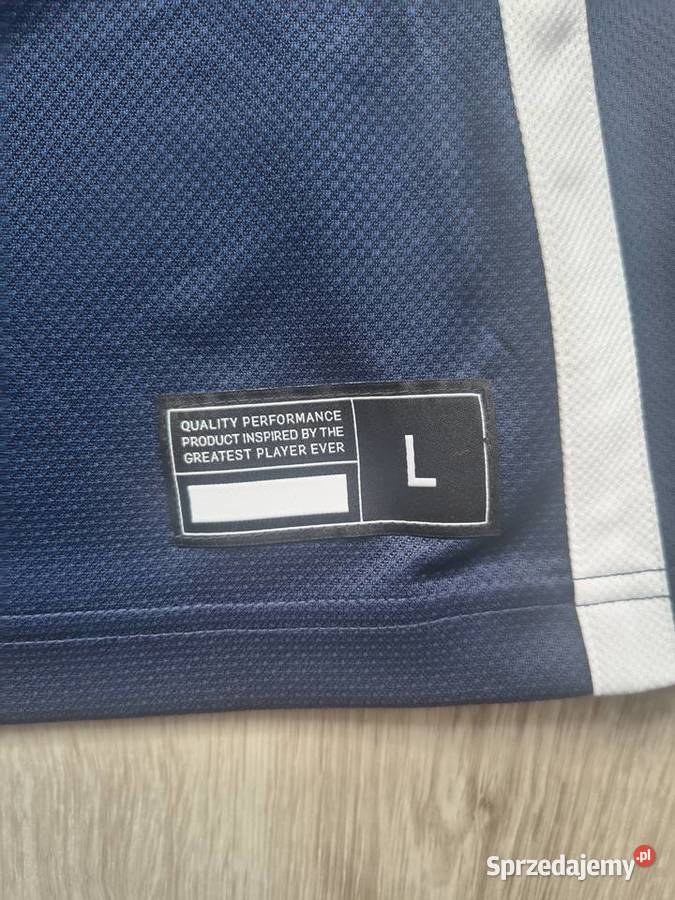 QUALITY PERFORMANCE
PRODUCT INSPIRED BY THE
GREATEST PLAYER EVER
L
Sprzedajemy.pl